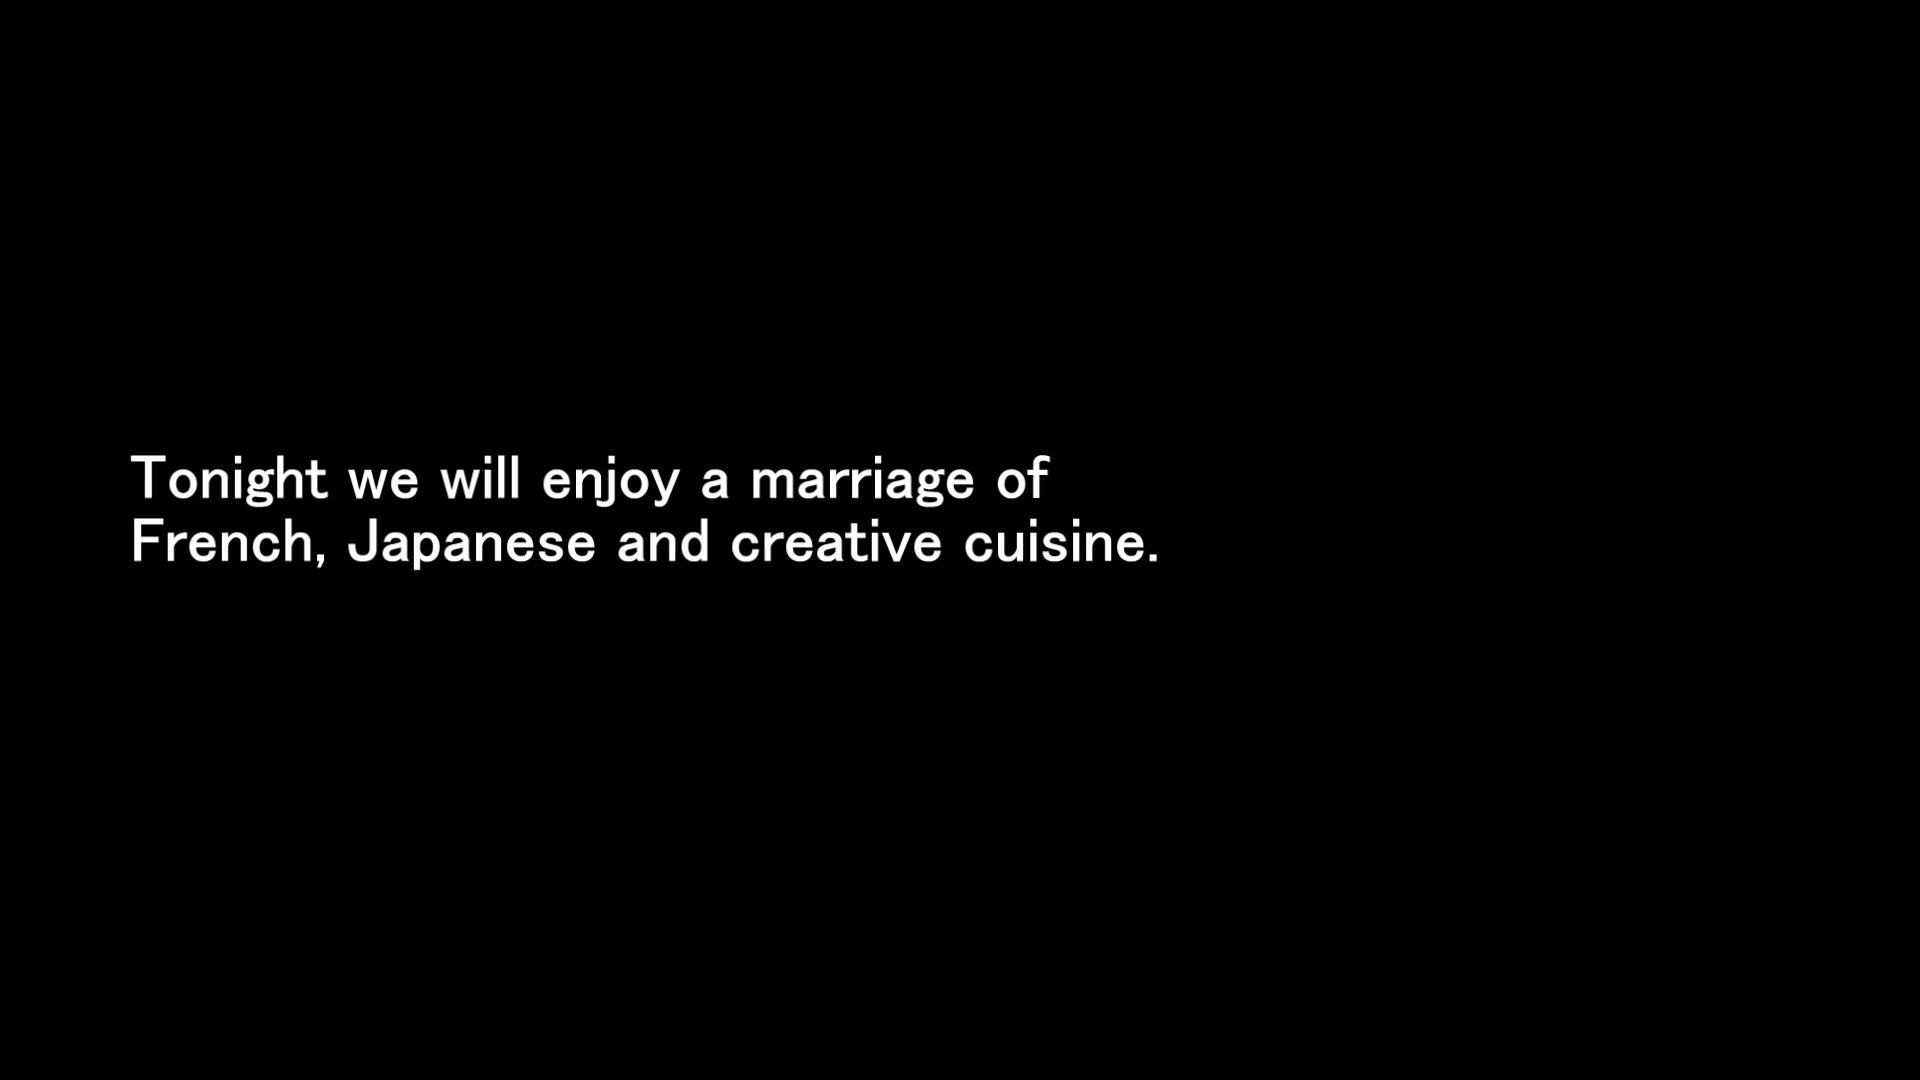 Tonight we will enjoy a marriage of
French, Japanese and creative cuisine.